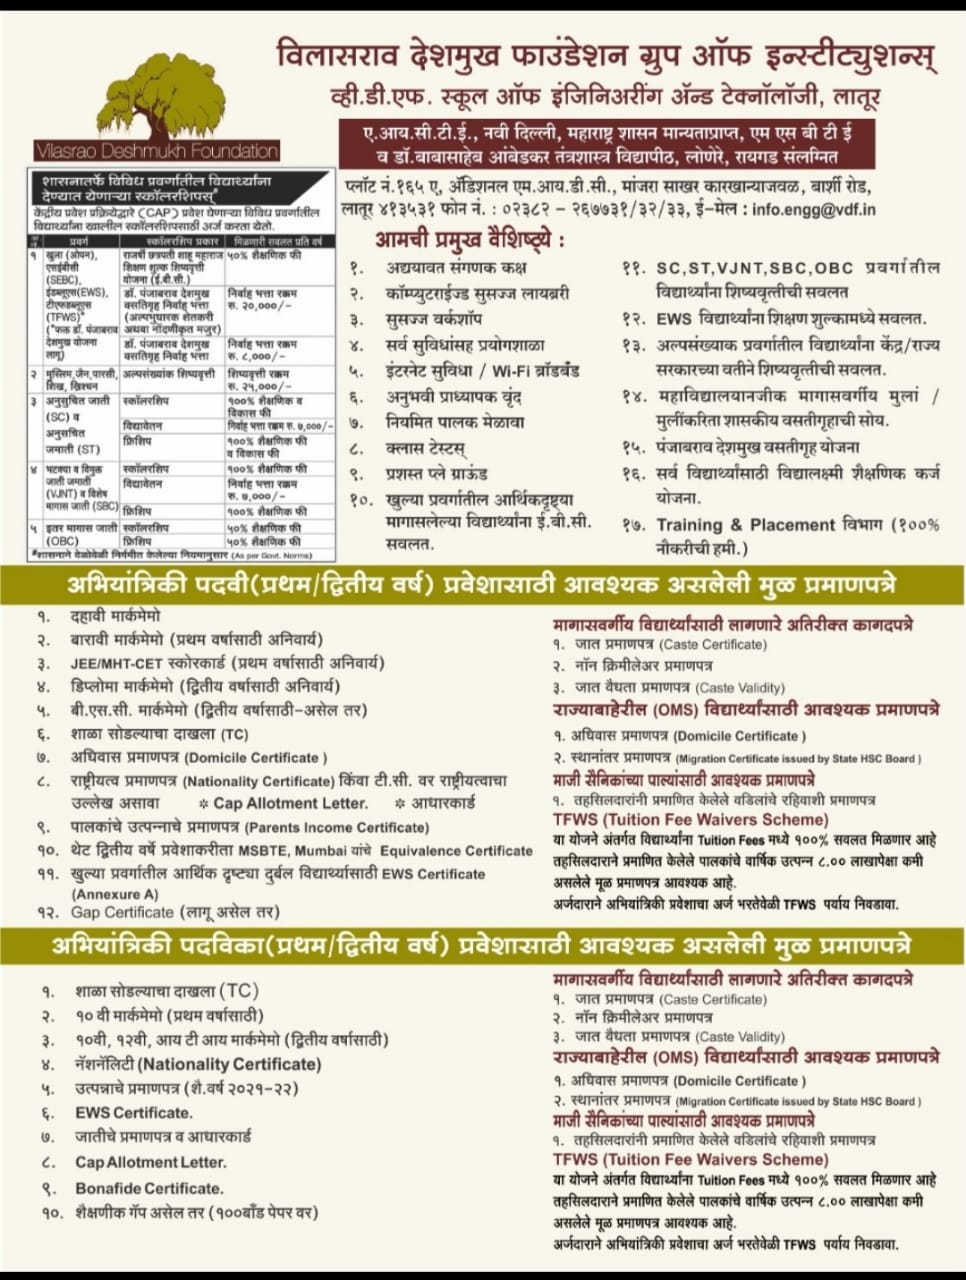 विलासराव देशमुख फाउंडेशन ग्रुप ऑफ इन्स्टीट्युशन्स्
व्ही.डी.एफ. स्कूल ऑफ इंजिनिअरींग ॲन्ड टेक्नॉलॉजी, लातूर
Vilasrao Deshmukh Foundation
ए.आय.सी.टी.ई., नवी दिल्ली, महाराष्ट्र शासन मान्यताप्राप्त, एम एस बी टी ई
व डॉ.बाबासाहेब आंबेडकर तंत्रशास्त्र विद्यापीठ, लोणेरे, रायगड संलग्नित
प्लॉट नं.१६५ ए, ॲडिशनल एम.आय.डी.सी., मांजरा साखर कारखान्याजवळ, बार्शी रोड,
लातूर ४१३५३१ फोन नं. : ०२३८२ - २६७७३१/३२/३३, ई-मेल : info.engg@vdf.in
शासनातर्फे विविध प्रवर्गातील विद्यार्थ्यांना
देण्यात येणाऱ्या स्कॉलरशिपस्#
केंद्रीय प्रवेश प्रक्रियेद्वारे (CAP) प्रवेश येणाऱ्या विविध प्रवर्गातील
विद्यार्थ्यांना खालील स्कॉलरशिपसाठी अर्ज करता येतो.
प्रवर्ग स्कॉलरशिप प्रकार मिळणारी सवलत प्रति वर्ष
१ खुला (ओपन), एसईबीसी (SEBC), ईडब्लूएस(EWS), टीएफडब्लूएस (TFWS)* (*फक्त डॉ. पंजाबराव देशमुख योजना लागू)
राजर्षी छत्रपती शाहू महाराज शिक्षण शुल्क शिष्यवृत्ती योजना (ई.बी.सी.) ५०% शैक्षणिक फी
डॉ. पंजाबराव देशमुख वसतिगृह निर्वाह भत्ता (अल्पभुधारक शेतकरी अथवा नोंदणीकृत मजुर) निर्वाह भत्ता रक्कम रु. २०,०००/-
डॉ. पंजाबराव देशमुख वसतिगृह निर्वाह भत्ता निर्वाह भत्ता रक्कम रु. ८,०००/-
२ मुस्लिम,जैन,पारसी, शिख, ख्रिश्चन अल्पसंख्यांक शिष्यवृत्ती शिष्यवृत्ती रक्कम रु. २५,०००/-
३ अनुसुचित जाती (SC) व अनुसचित जमाती (ST) स्कॉलरशिप १००% शैक्षणिक व विकास फी
विद्यावेतन निर्वाह भत्ता रक्कम रु. ७,०००/-
फ्रिशिप १००% शैक्षणिक फी व विकास फी
४ भटक्या व विमुक्त जाती जमाती (VJNT) व विशेष मागास जाती (SBC) स्कॉलरशिप १००% शैक्षणिक फी
विद्यावेतन निर्वाह भत्ता रक्कम रु. ७,०००/-
फ्रिशिप १००% शैक्षणिक फी
५ इतर मागास जाती (OBC) स्कॉलरशिप ५०% शैक्षणिक फी
फ्रिशिप ५०% शैक्षणिक फी
#शासनाने वेळोवेळी निर्गमीत केलेल्या नियमानुसार (As per Govt. Norms)
आमची प्रमुख वैशिष्ट्ये :
१. अद्ययावत संगणक कक्ष
२. कॉम्प्युटराईज्ड सुसज्ज लायब्ररी
३. सुसज्ज वर्कशॉप
४. सर्व सुविधांसह प्रयोगशाळा
५. इंटरनेट सुविधा / Wi-Fi ब्रॉडबँड
६. अनुभवी प्राध्यापक वृंद
७. नियमित पालक मेळावा
८. क्लास टेस्टस्
९. प्रशस्त प्ले ग्राऊंड
१०. खुल्या प्रवर्गातील आर्थिकदृष्ट्या
मागासलेल्या विद्यार्थ्यांना ई.बी.सी.
सवलत.
११. SC,ST,VJNT,SBC,OBC प्रवर्गातील
विद्यार्थ्यांना शिष्यवृत्तीची सवलत
१२. EWS विद्यार्थ्यांना शिक्षण शुल्कामध्ये सवलत.
१३. अल्पसंख्याक प्रवर्गातील विद्यार्थ्यांना केंद्र/राज्य
सरकारच्या वतीने शिष्यवृत्तीची सवलत.
१४. महाविद्यालयानजीक मागासवर्गीय मुलां /
मुलींकरिता शासकीय वसतीगृहाची सोय.
१५. पंजाबराव देशमुख वसतीगृह योजना
१६. सर्व विद्यार्थ्यांसाठी विद्यालक्ष्मी शैक्षणिक कर्ज
योजना.
१७. Training & Placement विभाग (१००%
नौकरीची हमी.)
अभियांत्रिकी पदवी(प्रथम/द्वितीय वर्ष) प्रवेशासाठी आवश्यक असलेली मुळ प्रमाणपत्रे
१. दहावी मार्कमेमो
२. बारावी मार्कमेमो (प्रथम वर्षासाठी अनिवार्य)
३. JEE/MHT-CET स्कोरकार्ड (प्रथम वर्षासाठी अनिवार्य)
४. डिप्लोमा मार्कमेमो (द्वितीय वर्षासाठी अनिवार्य)
५. बी.एस.सी. मार्कमेमो (द्वितीय वर्षासाठी-असेल तर)
६. शाळा सोडल्याचा दाखला (TC)
७. अधिवास प्रमाणपत्र (Domicile Certificate )
८. राष्ट्रीयत्व प्रमाणपत्र (Nationality Certificate) किंवा टी.सी. वर राष्ट्रीयत्वाचा
उल्लेख असावा * Cap Allotment Letter. * आधारकार्ड
९. पालकांचे उत्पन्नाचे प्रमाणपत्र (Parents Income Certificate)
१०. थेट द्वितीय वर्षे प्रवेशाकरीता MSBTE, Mumbai यांचे Equivalence Certificate
११. खुल्या प्रवर्गातील आर्थिक दृष्ट्या दुर्बल विद्यार्थ्यासाठी EWS Certificate
(Annexure A)
१२. Gap Certificate (लागू असेल तर)
मागासवर्गीय विद्यार्थ्यांसाठी लागणारे अतिरीक्त कागदपत्रे
१. जात प्रमाणपत्र (Caste Certificate)
२. नॉन क्रिमीलेअर प्रमाणपत्र
३. जात वैधता प्रमाणपत्र (Caste Validity)
राज्याबाहेरील (OMS) विद्यार्थ्यांसाठी आवश्यक प्रमाणपत्रे
१. अधिवास प्रमाणपत्र (Domicile Certificate )
२. स्थानांतर प्रमाणपत्र (Migration Certificate issued by State HSC Board )
माजी सैनिकांच्या पाल्यांसाठी आवश्यक प्रमाणपत्रे
१. तहसिलदारांनी प्रमाणित केलेले वडिलांचे रहिवाशी प्रमाणपत्र
TFWS (Tuition Fee Waivers Scheme)
या योजने अंतर्गत विद्यार्थ्यांना Tuition Fees मध्ये १००% सवलत मिळणार आहे
तहसिलदाराने प्रमाणित केलेले पालकांचे वार्षिक उत्पन्न ८.०० लाखापेक्षा कमी
असलेले मूळ प्रमाणपत्र आवश्यक आहे.
अर्जदाराने अभियांत्रिकी प्रवेशाचा अर्ज भरतेवेळी TFWS पर्याय निवडावा.
अभियांत्रिकी पदविका(प्रथम/द्वितीय वर्ष) प्रवेशासाठी आवश्यक असलेली मुळ प्रमाणपत्रे
१. शाळा सोडल्याचा दाखला (TC)
२. १० वी मार्कमेमो (प्रथम वर्षासाठी)
३. १०वी, १२वी, आय टी आय मार्कमेमो (द्वितीय वर्षासाठी)
४. नॅशनॅलिटी (Nationality Certificate)
५. उत्पन्नाचे प्रमाणपत्र (शै.वर्ष २०२१-२२)
६. EWS Certificate.
७. जातीचे प्रमाणपत्र व आधारकार्ड
८. Cap Allotment Letter.
९. Bonafide Certificate.
१०. शैक्षणीक गॅप असेल तर (१००बाँड पेपर वर)
मागासवर्गीय विद्यार्थ्यांसाठी लागणारे अतिरीक्त कागदपत्रे
१. जात प्रमाणपत्र (Caste Certificate)
२. नॉन क्रिमीलेअर प्रमाणपत्र
३. जात वैधता प्रमाणपत्र (Caste Validity)
राज्याबाहेरील (OMS) विद्यार्थ्यांसाठी आवश्यक प्रमाणपत्रे
१. अधिवास प्रमाणपत्र (Domicile Certificate )
२. स्थानांतर प्रमाणपत्र (Migration Certificate issued by State HSC Board )
माजी सैनिकांच्या पाल्यांसाठी आवश्यक प्रमाणपत्रे
१. तहसिलदारांनी प्रमाणित केलेले वडिलांचे रहिवाशी प्रमाणपत्र
TFWS (Tuition Fee Waivers Scheme)
या योजने अंतर्गत विद्यार्थ्यांना Tuition Fees मध्ये १००% सवलत मिळणार आहे
तहसिलदाराने प्रमाणित केलेले पालकांचे वार्षिक उत्पन्न ८.०० लाखापेक्षा कमी
असलेले मूळ प्रमाणपत्र आवश्यक आहे.
अर्जदाराने अभियांत्रिकी प्रवेशाचा अर्ज भरतेवेळी TFWS पर्याय निवडावा.